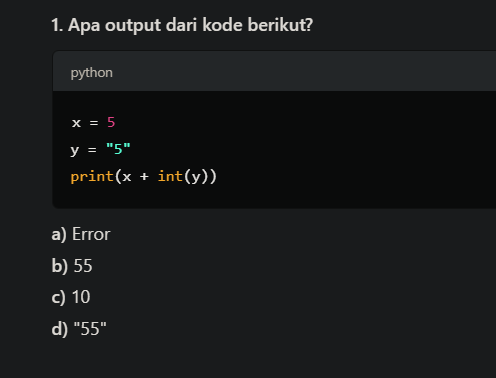 1. Apa output dari kode berikut?
python
x = 5
y = "5"
print(x + int(y))
a) Error
b) 55
c) 10
d) "55"